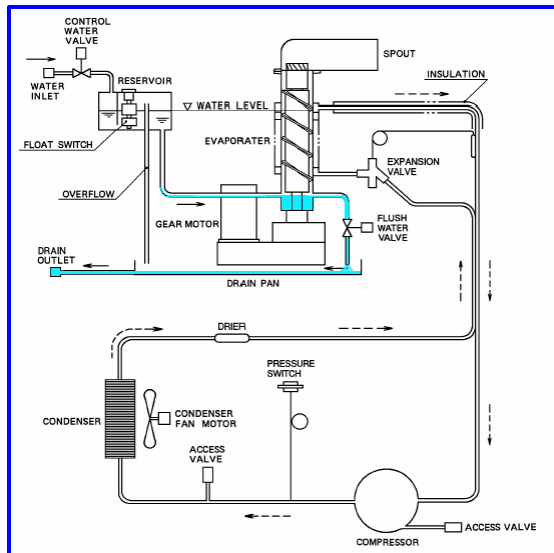 CONTROL
WATER
VALVE
SPOUT
WATER
INLET
RESERVOIR
INSULATION
WATER LEVEL
FLOAT SWITCH
EVAPORATER
EXPANSION
VALVE
OVERFLOW
GEAR MOTOR
FLUSH
WATER
VALVE
DRAIN
OUTLET
DRAIN PAN
DRIER
PRESSURE
SWITCH
CONDENSER
CONDENSER
FAN MOTOR
ACCESS
VALVE
ACCESS VALVE
COMPRESSOR